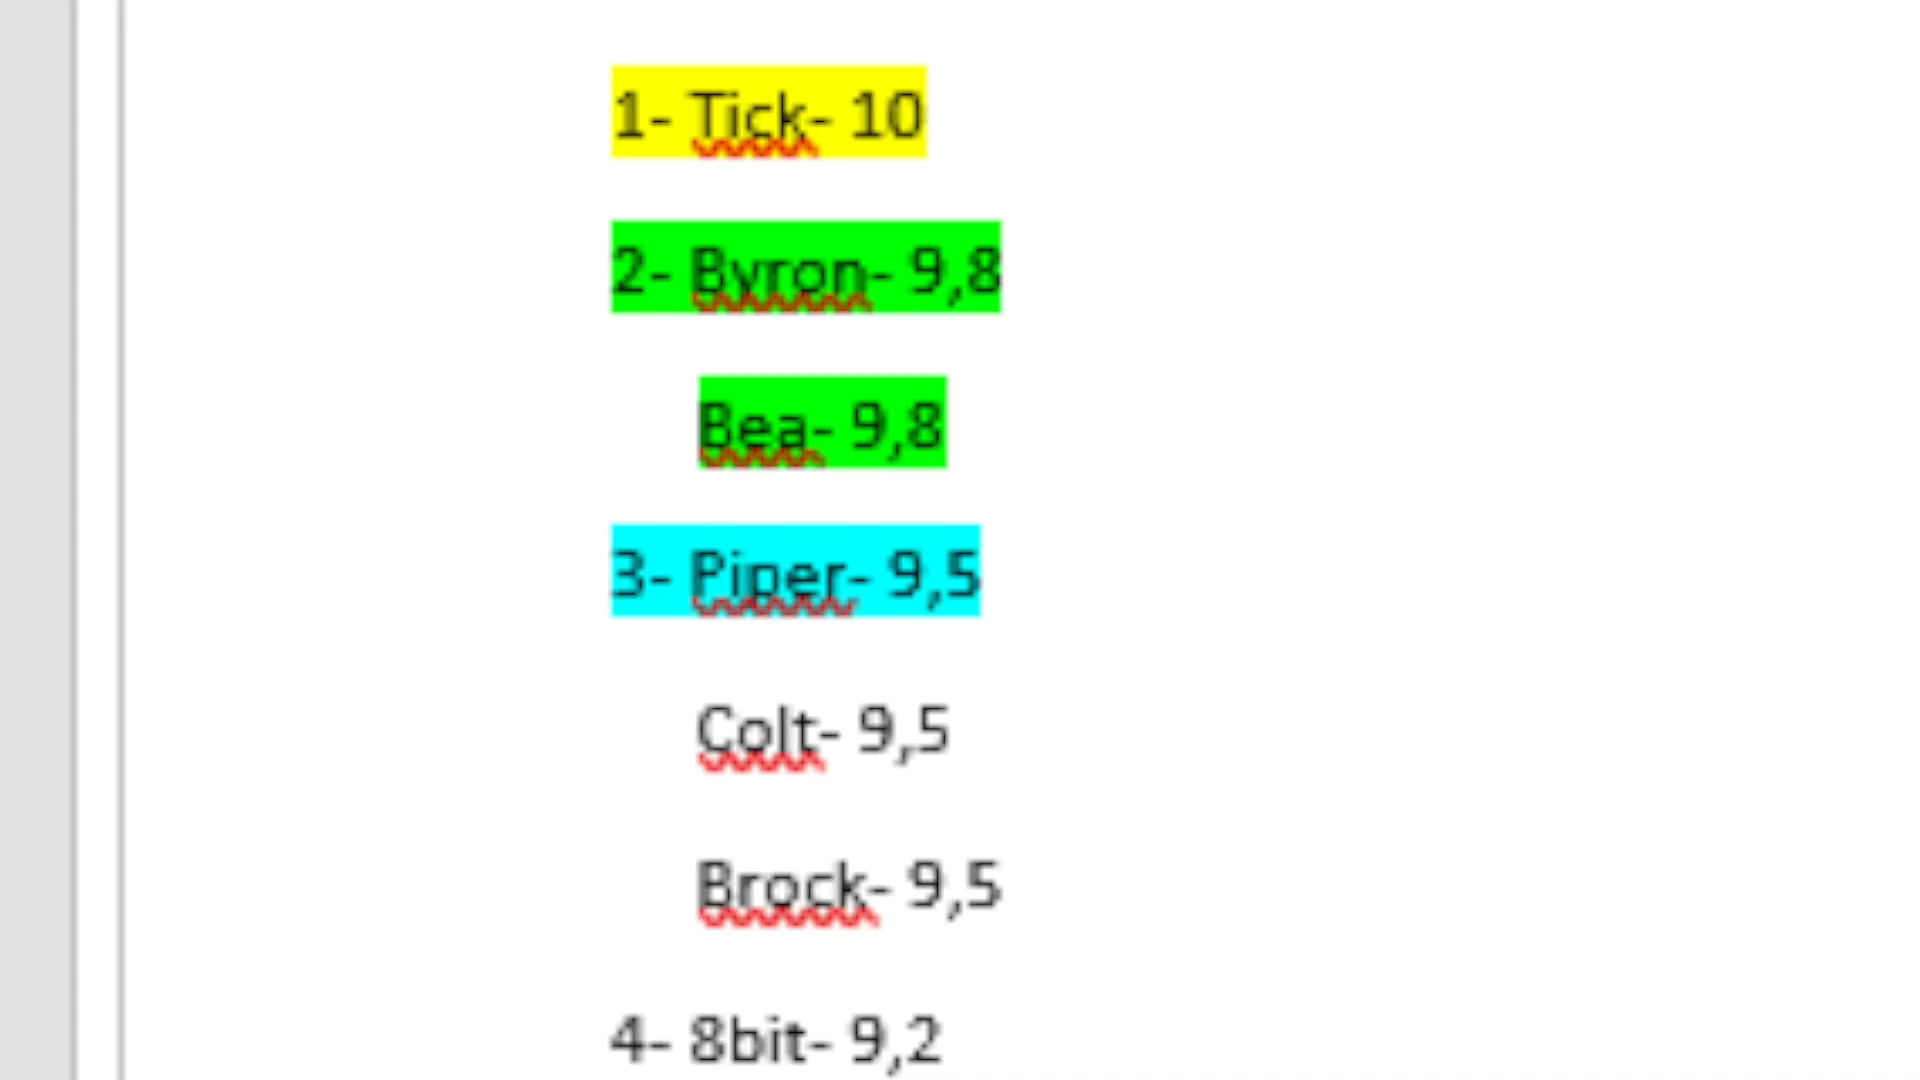 1- Tick- 10
2- Byron- 9,8
Bea- 9,8
3- Piper- 9,5
Colt- 9,5
Brock- 9,5
4- 8bit- 9,2